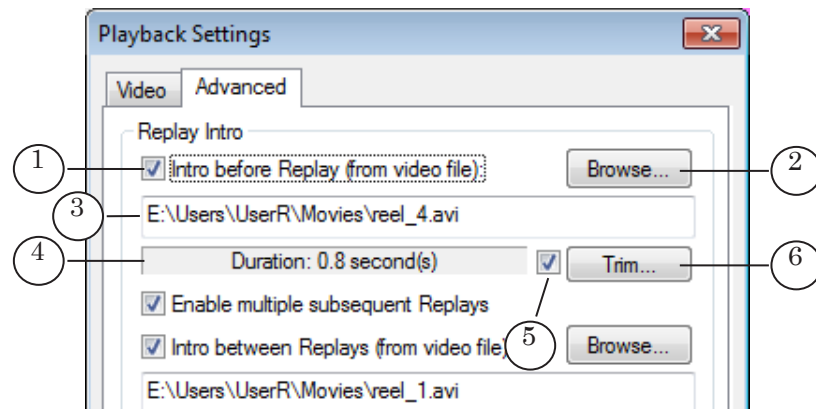 Playback Settings
Video Advanced
Replay Intro
1 Intro before Replay (from video file): Browse... 2
3 E:\Users\UserR\Movies\reel_4.avi
4 Duration: 0.8 second(s) Trim... 6
Enable multiple subsequent Replays
5
Intro between Replays (from video file) Browse...
E:\Users\UserR\Movies\reel_1.avi